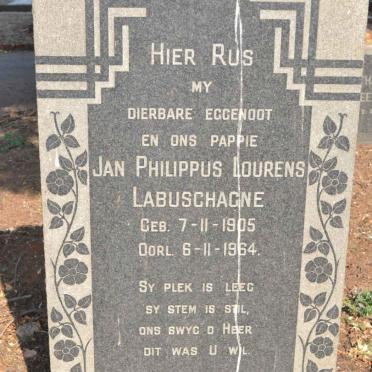 HIER RUS
MY
DIERBARE EGGENOOT
EN ONS PAPPIE
JAN PHILIPPUS LOURENS
LABUSCHAGNE
GEB. 7-11-1905
OORL. 6-11-1964.
SY PLEK IS LEEG
SY STEM IS STIL,
ONS SWYG O HEER
DIT WAS U WIL.